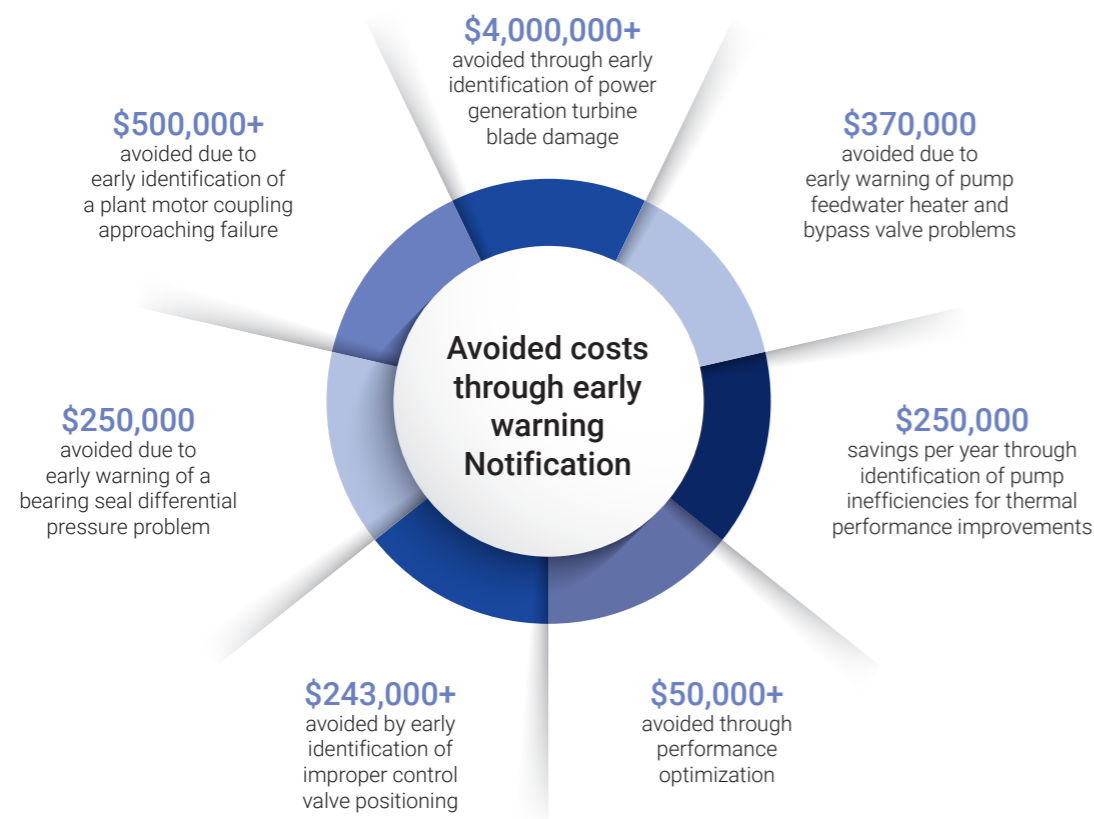 $4,000,000+
avoided through early
identification of power
generation turbine
blade damage
$370,000
avoided due to
early warning of pump
feedwater heater and
bypass valve problems
$250,000
savings per year through
identification of pump
inefficiencies for thermal
performance improvements
$50,000+
avoided through
performance
optimization
$243,000+
avoided by early
identification of
improper control
valve positioning
$250,000
avoided due to
early warning of a
bearing seal differential
pressure problem
$500,000+
avoided due to
early identification of
a plant motor coupling
approaching failure
Avoided costs
through early
warning
Notification